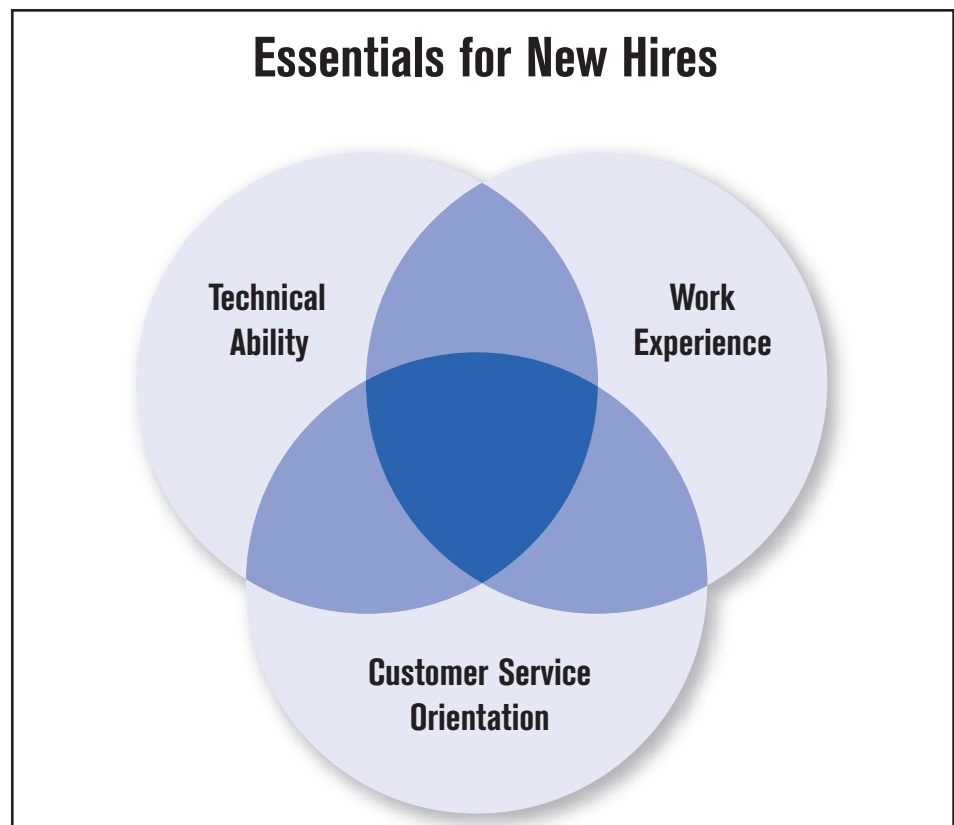 Essentials for New Hires
Technical
Ability
Work
Experience
Customer Service
Orientation